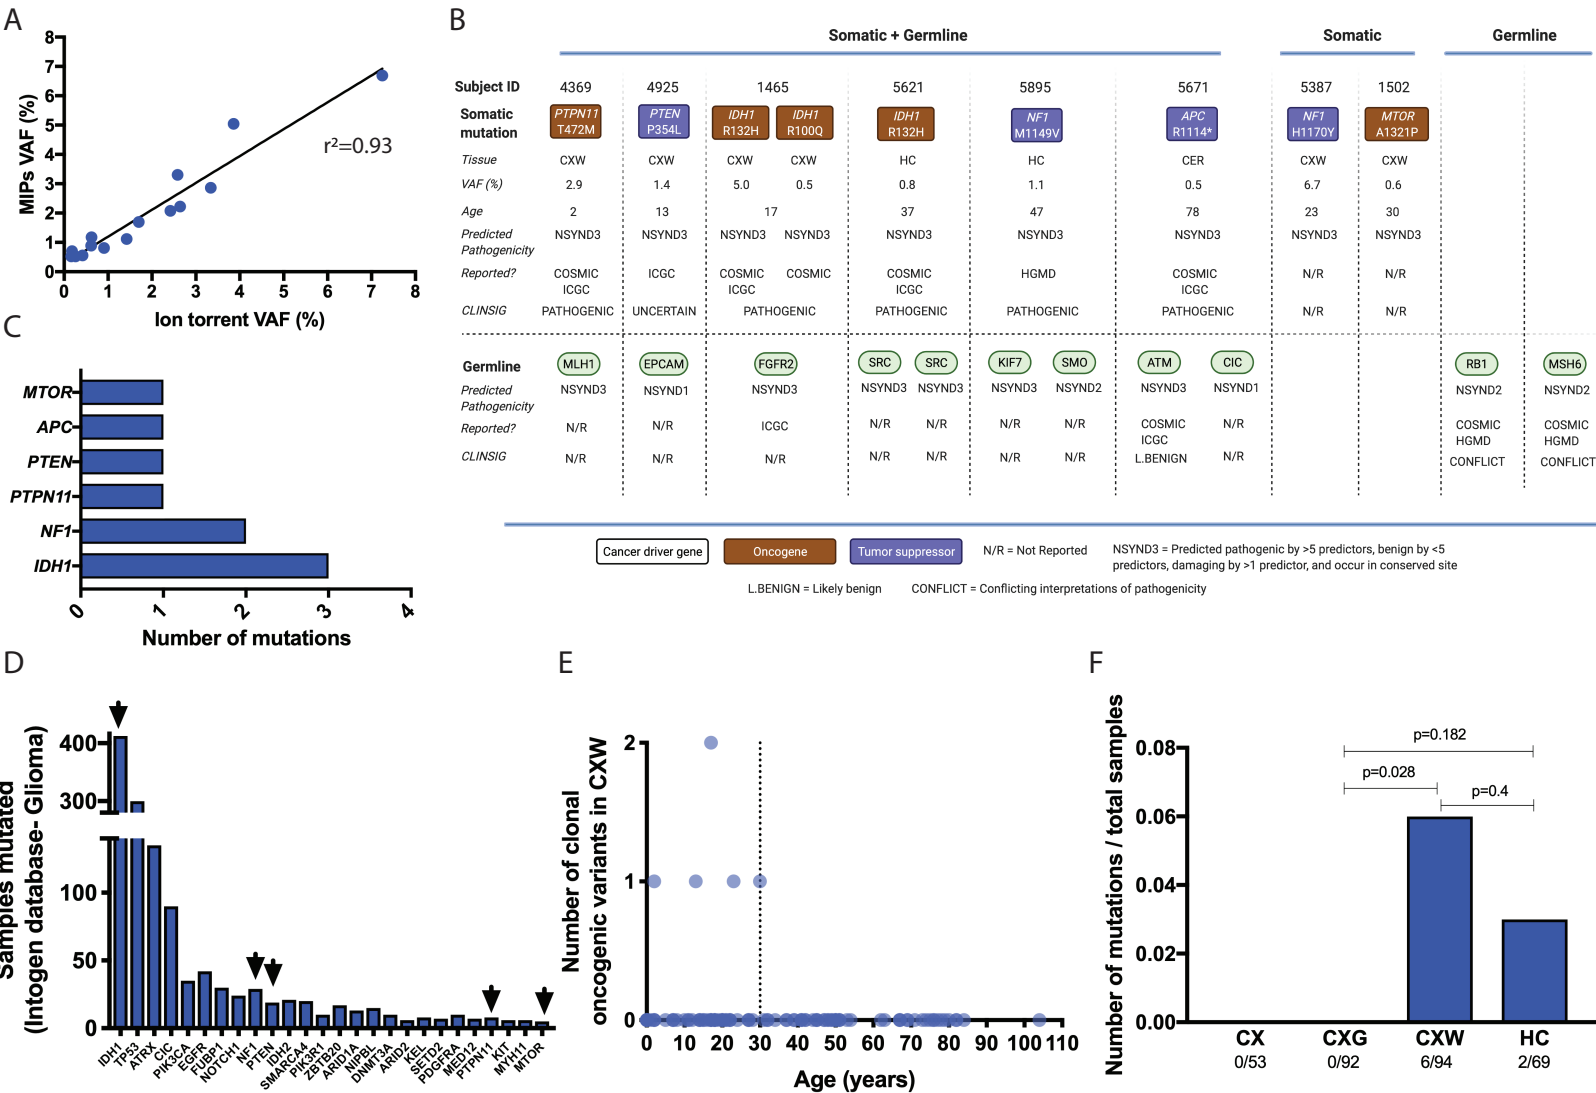 A
8
7
6
5
4
3
2
1
0
MIPs VAF (%)
r²=0.93
0 1 2 3 4 5 6 7 8
Ion torrent VAF (%)
B
Somatic + Germline Somatic Germline
Subject ID 4369 4925 1465 5621 5895 5671 5387 1502
Somatic mutation
PTPN11 PTEN IDH1 IDH1 IDH1 NF1 APC NF1 MTOR
T472M P354L R132H R100Q R132H M1149V R1114* H1170Y A1321P
Tissue CXW CXW CXW CXW HC HC CER CXW CXW
VAF (%) 2.9 1.4 5.0 0.5 0.8 1.1 0.5 6.7 0.6
Age 2 13 17 37 47 78 23 30
Predicted NSYND3 NSYND3 NSYND3 NSYND3 NSYND3 NSYND3 NSYND3 NSYND3 NSYND3
Pathogenicity
Reported? COSMIC ICGC COSMIC COSMIC COSMIC HGMD COSMIC N/R N/R
ICGC ICGC ICGC ICGC
CLINSIG PATHOGENIC UNCERTAIN PATHOGENIC PATHOGENIC PATHOGENIC PATHOGENIC N/R N/R
Germline MLH1 EPCAM FGFR2 SRC SRC KIF7 SMO ATM CIC RB1 MSH6
Predicted NSYND3 NSYND1 NSYND3 NSYND3 NSYND3 NSYND3 NSYND2 NSYND3 NSYND1 NSYND2 NSYND2
Pathogenicity
Reported? N/R N/R ICGC N/R N/R N/R N/R COSMIC N/R COSMIC COSMIC
ICGC HGMD HGMD
CLINSIG N/R N/R N/R N/R N/R N/R N/R L.BENIGN N/R CONFLICT CONFLICT
Cancer driver gene Oncogene Tumor suppressor N/R = Not Reported NSYND3 = Predicted pathogenic by >5 predictors, benign by <5
predictors, damaging by >1 predictor, and occur in conserved site
L.BENIGN = Likely benign CONFLICT = Conflicting interpretations of pathogenicity
C
MTOR
APC
PTEN
PTPN11
NF1
IDH1
0 1 2 3 4
Number of mutations
D
Samples mutated
(Intogen database- Glioma)
400
300
100
50
0
IDH1 TP53 ATRX CIC PIK3CA EGFR FUBP1 NOTCH1 NF1 PTEN IDH2 SMARCA4 PIK3R1 ZBTB20 ARID1A NIPBL DNMT3A ARID2 KEL SETD2 PDGFRA MED12 PTPN11 KIT MYH11 MTOR
E
Number of clonal
oncogenic variants in CXW
2
1
0
0 10 20 30 40 50 60 70 80 90 100 110
Age (years)
F
Number of mutations / total samples
0.08
0.06
0.04
0.02
0.00
p=0.182
p=0.028
p=0.4
CX CXG CXW HC
0/53 0/92 6/94 2/69